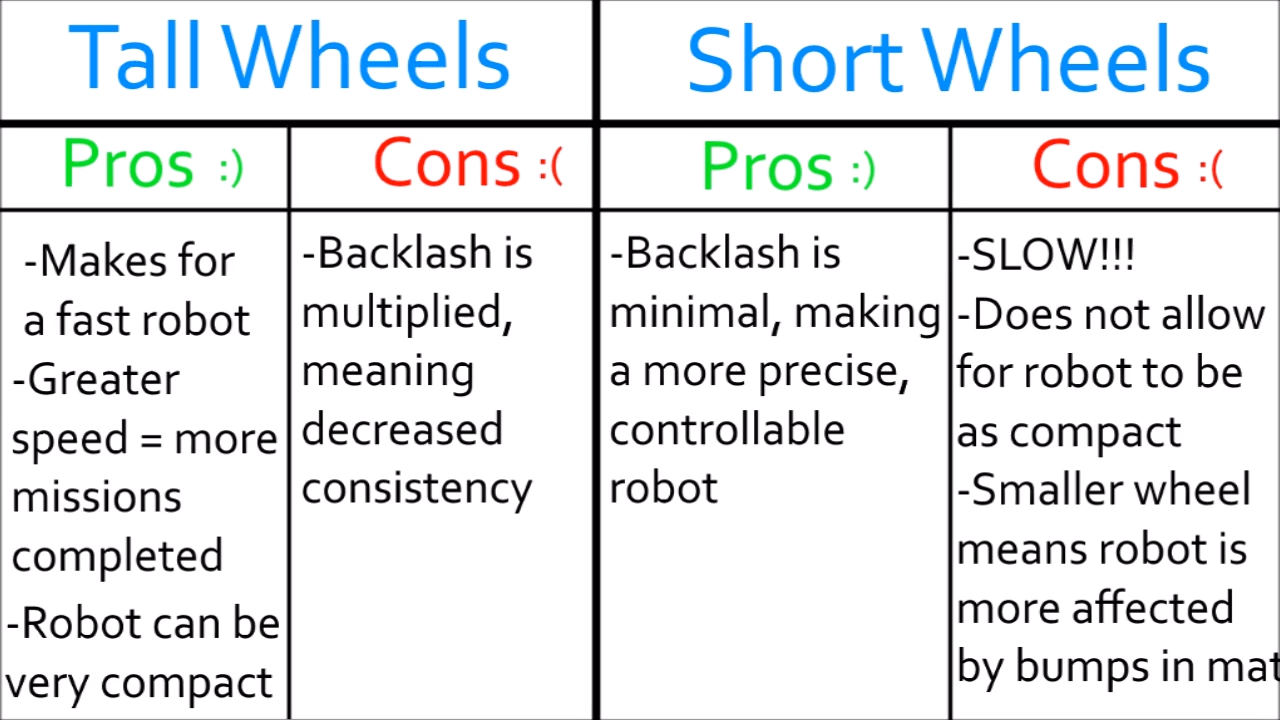 Tall Wheels
Short Wheels
Pros :)
Cons :(
Pros :)
Cons :(
-Makes for
a fast robot
-Greater
speed = more
missions
completed
-Robot can be
very compact
-Backlash is
multiplied,
meaning
decreased
consistency
-Backlash is
minimal, making
a more precise,
controllable
robot
-SLOW!!!
-Does not allow
for robot to be
as compact
-Smaller wheel
means robot is
more affected
by bumps in mat